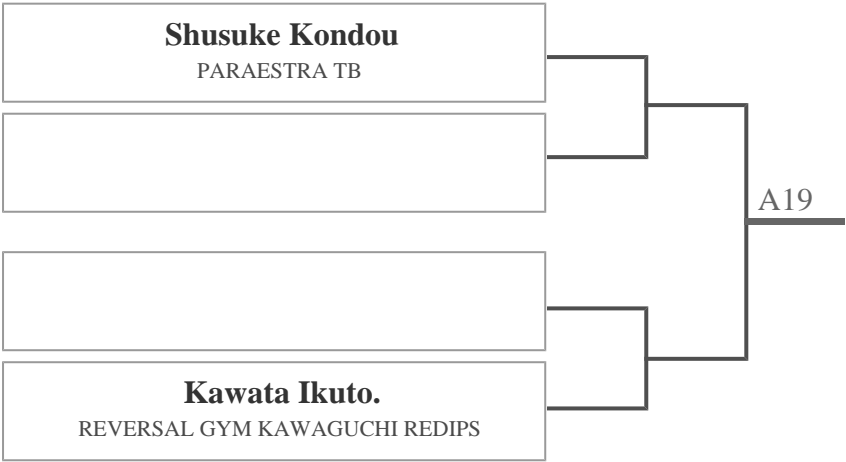 Shusuke Kondou
PARAESTRA TB
A19
Kawata Ikuto.
REVERSAL GYM KAWAGUCHI REDIPS